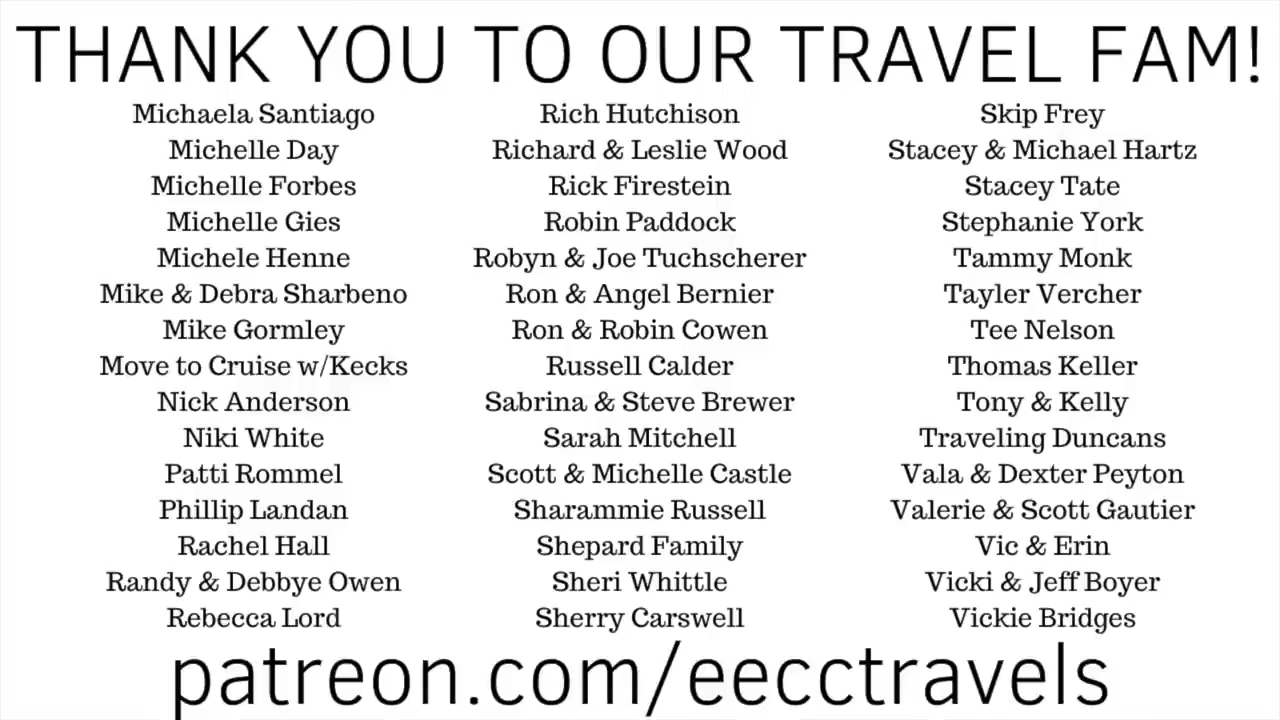 THANK YOU TO OUR TRAVEL FAM!
Michaela Santiago
Michelle Day
Michelle Forbes
Michelle Gies
Michele Henne
Mike & Debra Sharbeno
Mike Gormley
Move to Cruise w/Kecks
Nick Anderson
Niki White
Patti Rommel
Phillip Landan
Rachel Hall
Randy & Debbye Owen
Rebecca Lord
Rich Hutchison
Richard & Leslie Wood
Rick Firestein
Robin Paddock
Robyn & Joe Tuchscherer
Ron & Angel Bernier
Ron & Robin Cowen
Russell Calder
Sabrina & Steve Brewer
Sarah Mitchell
Scott & Michelle Castle
Sharammie Russell
Shepard Family
Sheri Whittle
Sherry Carswell
Skip Frey
Stacey & Michael Hartz
Stacey Tate
Stephanie York
Tammy Monk
Tayler Vercher
Tee Nelson
Thomas Keller
Tony & Kelly
Traveling Duncans
Vala & Dexter Peyton
Valerie & Scott Gautier
Vic & Erin
Vicki & Jeff Boyer
Vickie Bridges
patreon.com/eecctravels